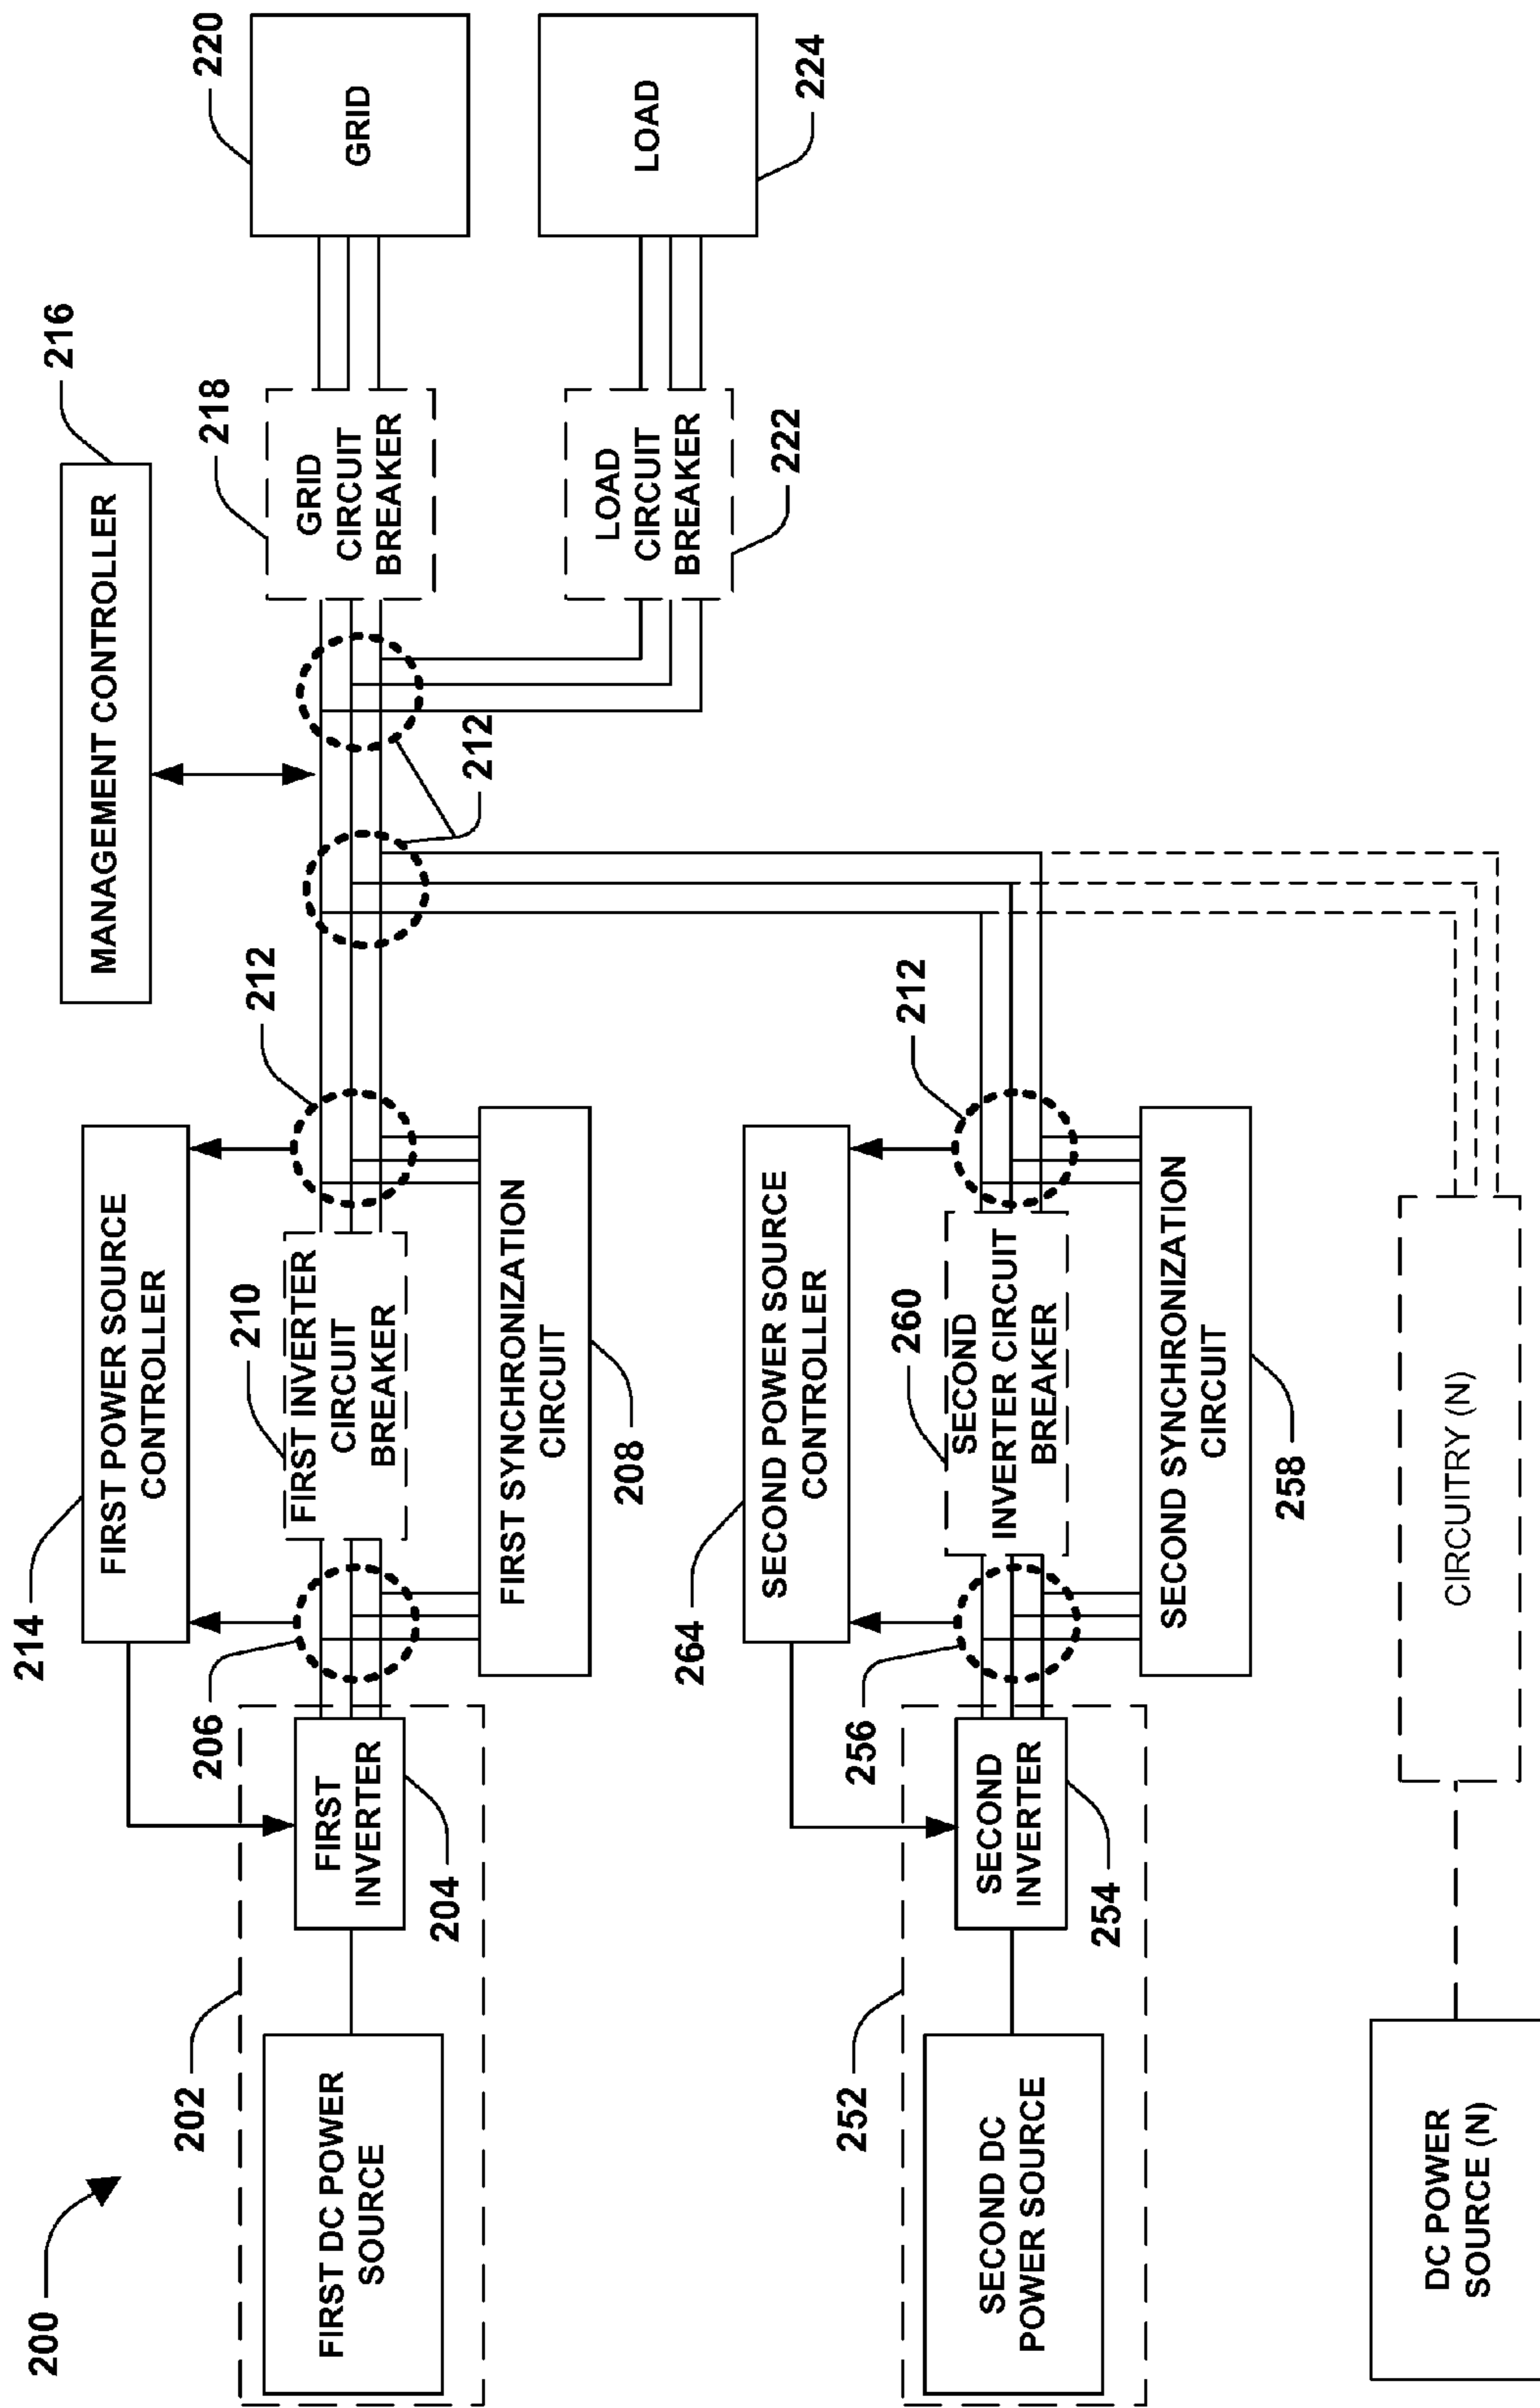 200
202
FIRST DC POWER
SOURCE
FIRST
INVERTER
204
206
214
FIRST POWER SOURCE
CONTROLLER
210
FIRST INVERTER
CIRCUIT
BREAKER
FIRST SYNCHRONIZATION
CIRCUIT
208
212
212
MANAGEMENT CONTROLLER
216
218
GRID
CIRCUIT
BREAKER
GRID
220
LOAD
CIRCUIT
BREAKER
222
LOAD
224
252
SECOND DC
POWER SOURCE
SECOND
INVERTER
254
256
264
SECOND POWER SOURCE
CONTROLLER
260
SECOND
INVERTER CIRCUIT
BREAKER
SECOND SYNCHRONIZATION
CIRCUIT
258
212
DC POWER
SOURCE (N)
CIRCUITRY (N)